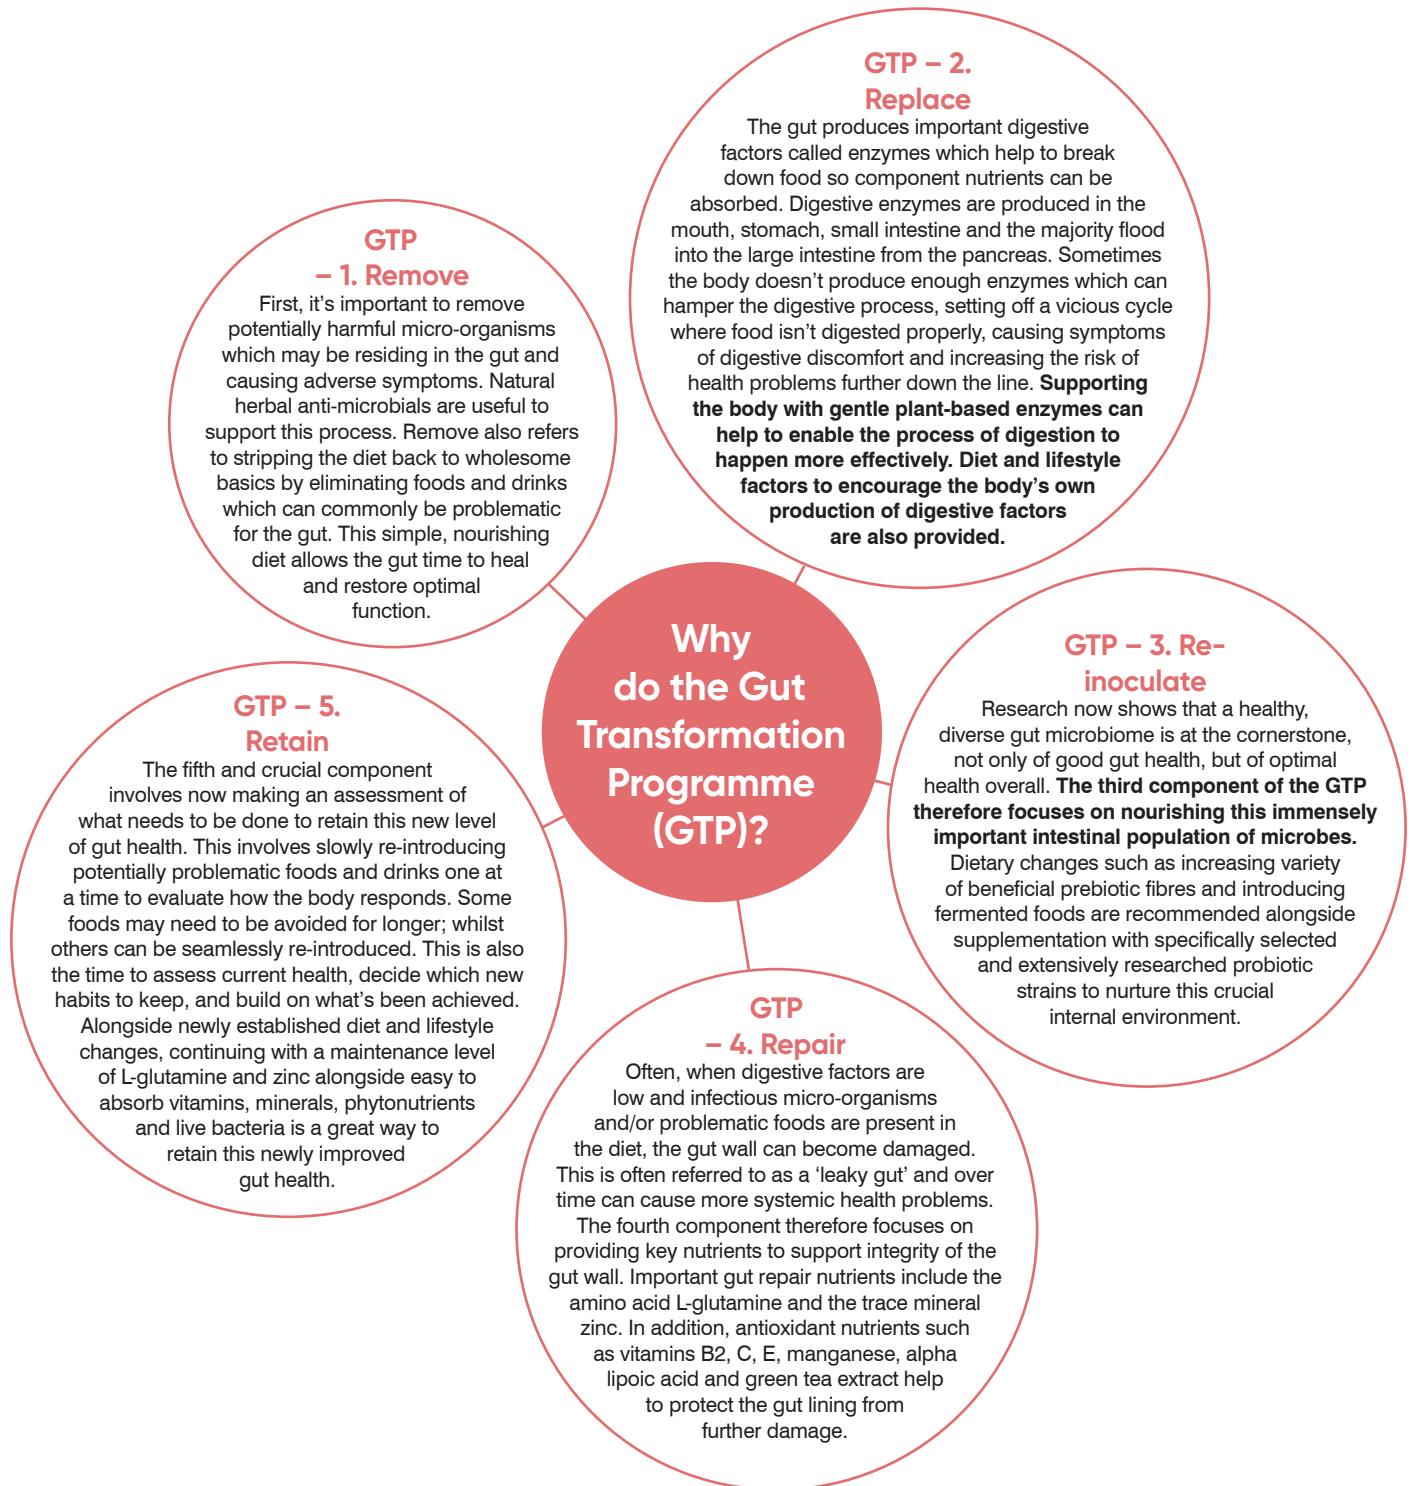 GTP
– 1. Remove
First, it’s important to remove
potentially harmful micro-organisms
which may be residing in the gut and
causing adverse symptoms. Natural
herbal anti-microbials are useful to
support this process. Remove also refers
to stripping the diet back to wholesome
basics by eliminating foods and drinks
which can commonly be problematic
for the gut. This simple, nourishing
diet allows the gut time to heal
and restore optimal
function.
GTP – 2.
Replace
The gut produces important digestive
factors called enzymes which help to break
down food so component nutrients can be
absorbed. Digestive enzymes are produced in the
mouth, stomach, small intestine and the majority flood
into the large intestine from the pancreas. Sometimes
the body doesn’t produce enough enzymes which can
hamper the digestive process, setting off a vicious cycle
where food isn’t digested properly, causing symptoms
of digestive discomfort and increasing the risk of
health problems further down the line. Supporting
the body with gentle plant-based enzymes can
help to enable the process of digestion to
happen more effectively. Diet and lifestyle
factors to encourage the body’s own
production of digestive factors
are also provided.
Why
do the Gut
Transformation
Programme
(GTP)?
GTP – 3. Re-
inoculate
Research now shows that a healthy,
diverse gut microbiome is at the cornerstone,
not only of good gut health, but of optimal
health overall. The third component of the GTP
therefore focuses on nourishing this immensely
important intestinal population of microbes.
Dietary changes such as increasing variety
of beneficial prebiotic fibres and introducing
fermented foods are recommended alongside
supplementation with specifically selected
and extensively researched probiotic
strains to nurture this crucial
internal environment.
GTP
– 4. Repair
Often, when digestive factors are
low and infectious micro-organisms
and/or problematic foods are present in
the diet, the gut wall can become damaged.
This is often referred to as a ‘leaky gut’ and over
time can cause more systemic health problems.
The fourth component therefore focuses on
providing key nutrients to support integrity of the
gut wall. Important gut repair nutrients include the
amino acid L-glutamine and the trace mineral
zinc. In addition, antioxidant nutrients such
as vitamins B2, C, E, manganese, alpha
lipoic acid and green tea extract help
to protect the gut lining from
further damage.
GTP – 5.
Retain
The fifth and crucial component
involves now making an assessment of
what needs to be done to retain this new level
of gut health. This involves slowly re-introducing
potentially problematic foods and drinks one at
a time to evaluate how the body responds. Some
foods may need to be avoided for longer; whilst
others can be seamlessly re-introduced. This is also
the time to assess current health, decide which new
habits to keep, and build on what’s been achieved.
Alongside newly established diet and lifestyle
changes, continuing with a maintenance level
of L-glutamine and zinc alongside easy to
absorb vitamins, minerals, phytonutrients
and live bacteria is a great way to
retain this newly improved
gut health.